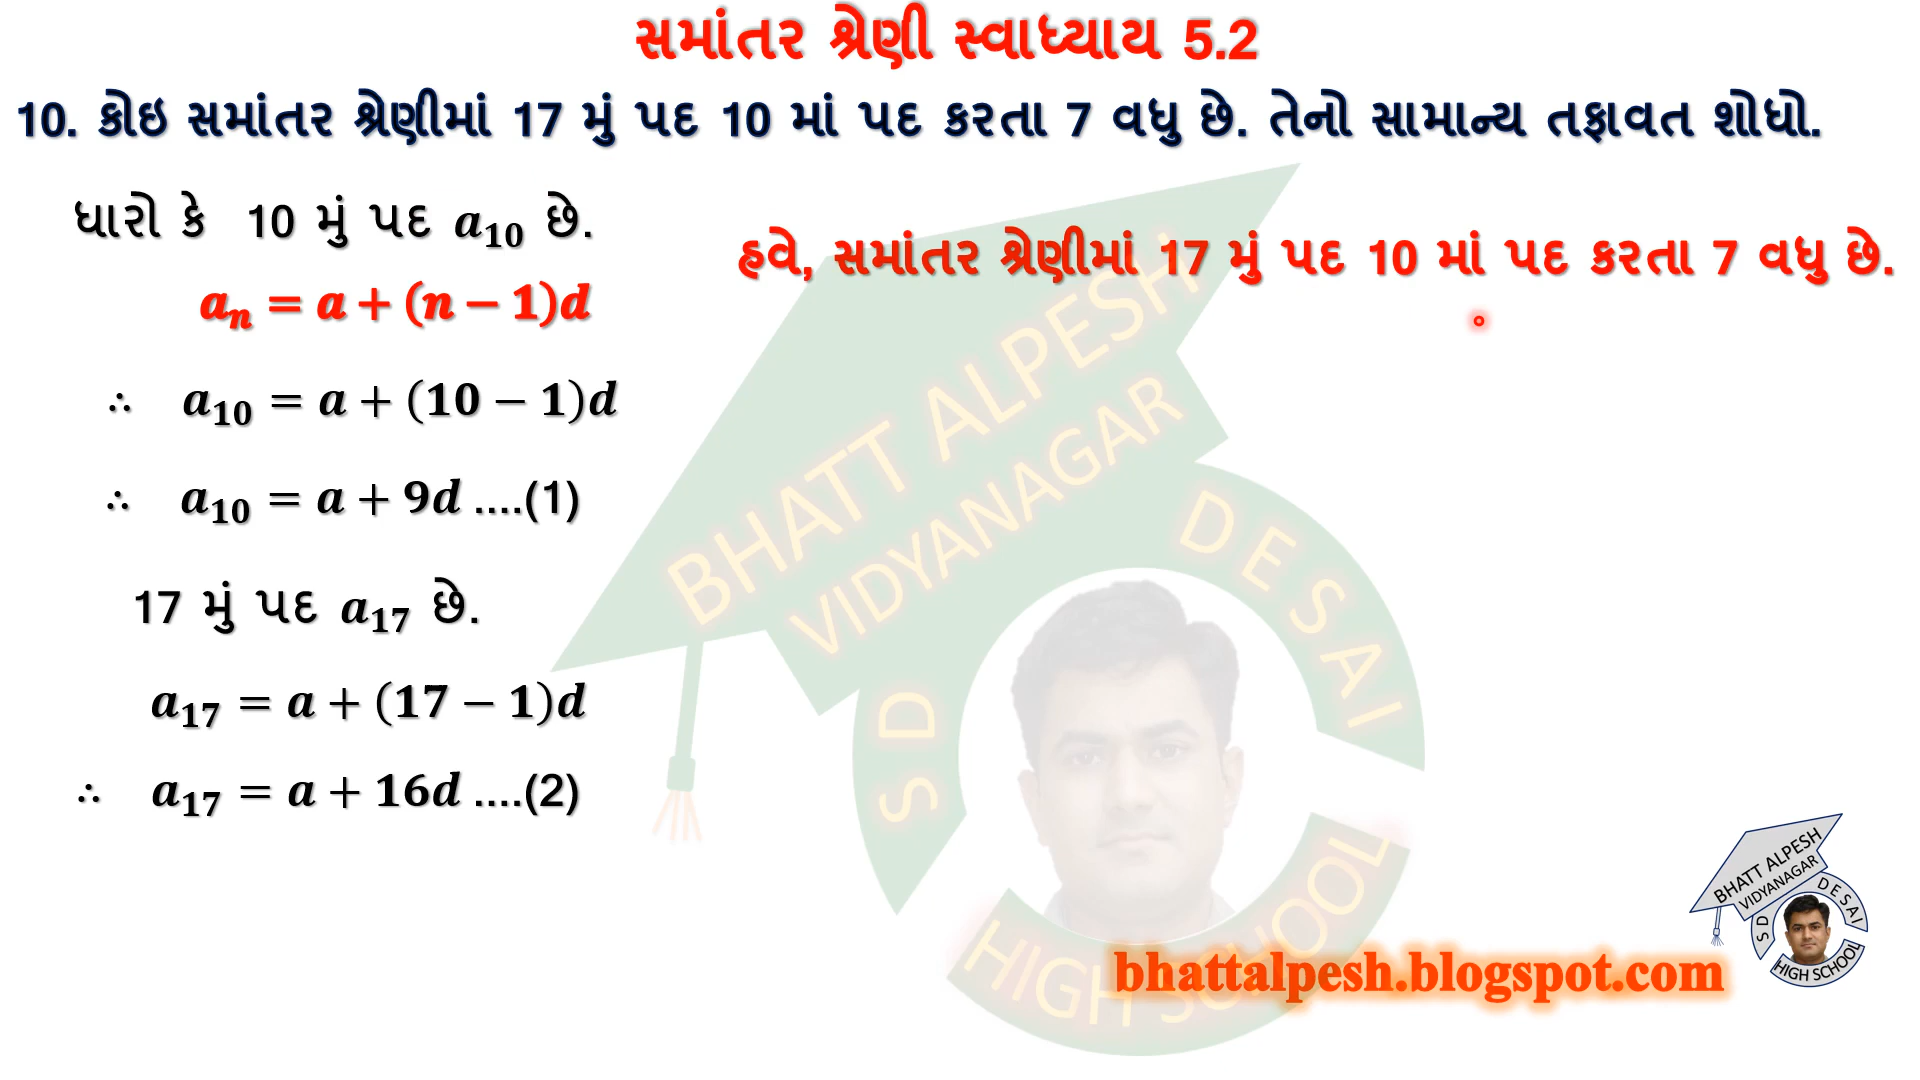 સમાંતર શ્રેણી સ્વાધ્યાય 5.2
10. કોઇ સમાંતર શ્રેણીમાં 17 મું પદ 10 માં પદ કરતા 7 વધુ છે. તેનો સામાન્ય તફાવત શોધો.
ધારો કે 10 મું પદ a₁₀ છે.
aₙ = a + (n − 1)d
∴ a₁₀ = a + (10 − 1)d
∴ a₁₀ = a + 9d ....(1)
17 મું પદ a₁₇ છે.
a₁₇ = a + (17 − 1)d
∴ a₁₇ = a + 16d ....(2)
હવે, સમાંતર શ્રેણીમાં 17 મું પદ 10 માં પદ કરતા 7 વધુ છે.
BHATT ALPESH
VIDYANAGAR
S D DESAI
HIGH SCHOOL
bhattalpesh.blogspot.com
BHATT ALPESH
VIDYANAGAR
S D DESAI
HIGH SCHOOL